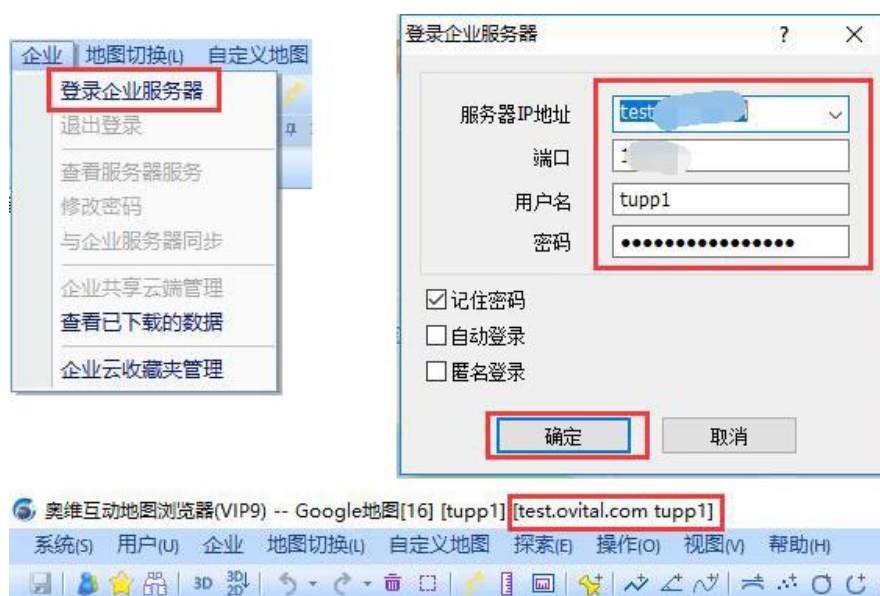 企业 地图切换(L) 自定义地图
登录企业服务器
退出登录
查看服务器服务
修改密码
与企业服务器同步
企业共享云端管理
查看已下载的数据
企业云收藏夹管理
登录企业服务器 ? ×
服务器IP地址 test
端口 1
用户名 tupp1
密码 ●●●●●●●●●●●●●●●●
记住密码
自动登录
匿名登录
确定 取消
奥维互动地图浏览器(VIP9) -- Google地图[16] [tupp1] [test.ovital.com tupp1]
系统(S) 用户(U) 企业 地图切换(L) 自定义地图 探索(E) 操作(O) 视图(V) 帮助(H)
3D 3D 2D